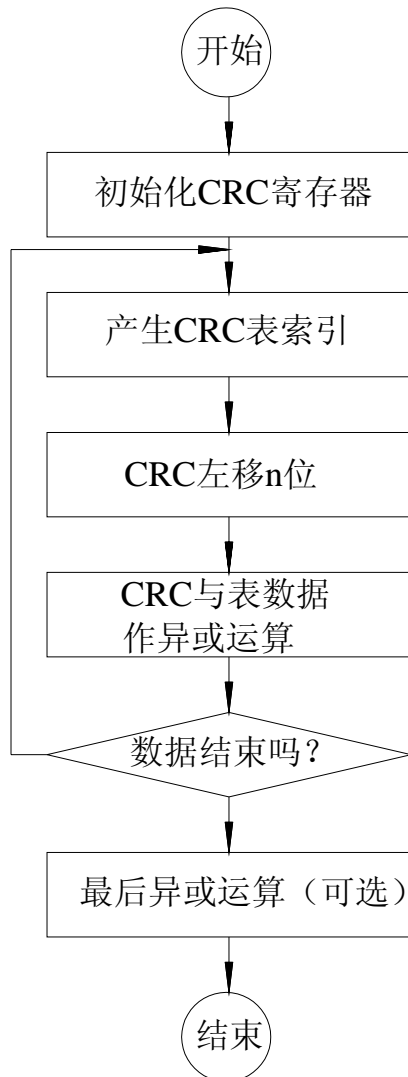 开始
初始化CRC寄存器
产生CRC表索引
CRC左移n位
CRC与表数据
作异或运算
数据结束吗？
最后异或运算（可选）
结束